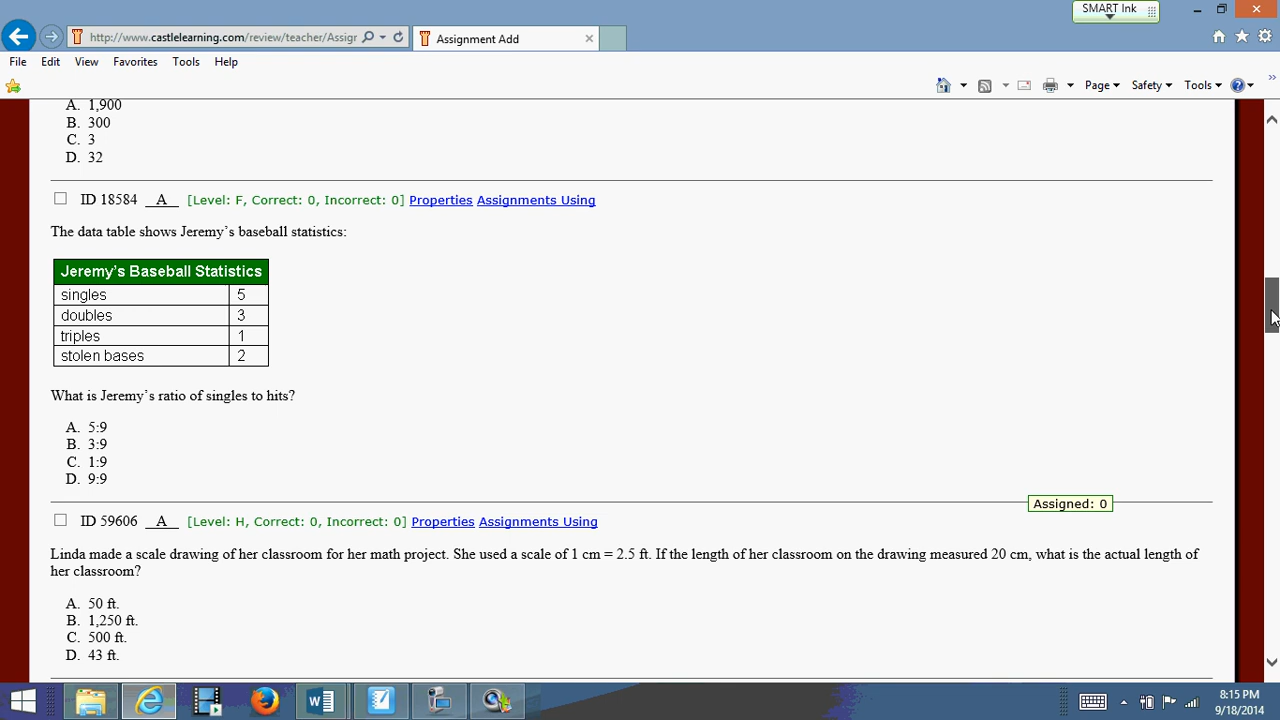 SMART Ink
http://www.castlelearning.com/review/teacher/Assigr
Assignment Add
File Edit View Favorites Tools Help
Page Safety Tools
A. 1,900
B. 300
C. 3
D. 32
ID 18584 __A__ [Level: F, Correct: 0, Incorrect: 0] Properties Assignments Using
The data table shows Jeremy's baseball statistics:
Jeremy's Baseball Statistics
singles 5
doubles 3
triples 1
stolen bases 2
What is Jeremy's ratio of singles to hits?
A. 5:9
B. 3:9
C. 1:9
D. 9:9
Assigned: 0
ID 59606 __A__ [Level: H, Correct: 0, Incorrect: 0] Properties Assignments Using
Linda made a scale drawing of her classroom for her math project. She used a scale of 1 cm = 2.5 ft. If the length of her classroom on the drawing measured 20 cm, what is the actual length of
her classroom?
A. 50 ft.
B. 1,250 ft.
C. 500 ft.
D. 43 ft.
8:15 PM
9/18/2014